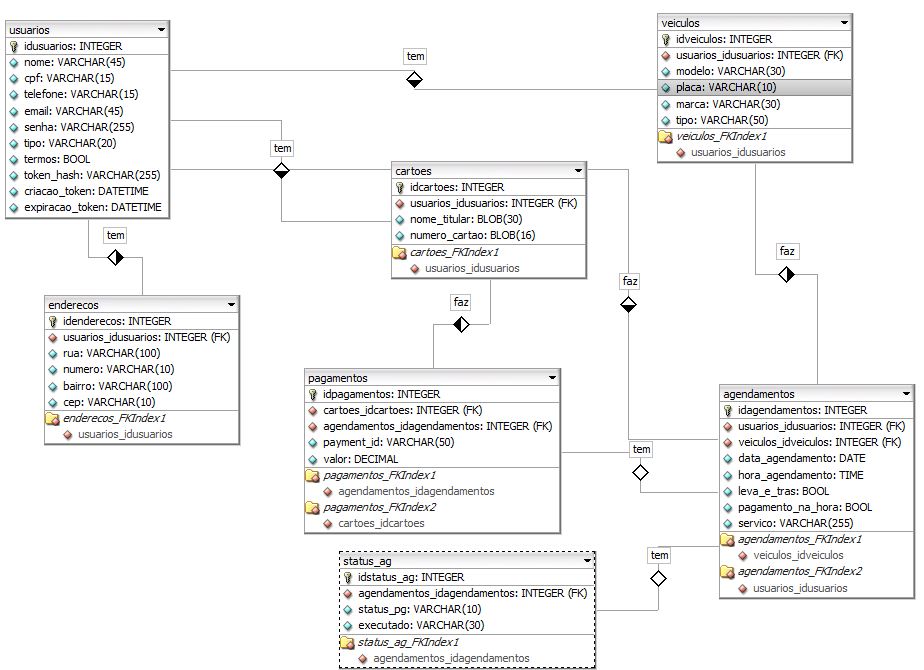 usuarios
idusuarios: INTEGER
nome: VARCHAR(45)
cpf: VARCHAR(15)
telefone: VARCHAR(15)
email: VARCHAR(45)
senha: VARCHAR(255)
tipo: VARCHAR(20)
termos: BOOL
token_hash: VARCHAR(255)
criacao_token: DATETIME
expiracao_token: DATETIME
tem
veiculos
idveiculos: INTEGER
usuarios_idusuarios: INTEGER (FK)
modelo: VARCHAR(30)
placa: VARCHAR(10)
marca: VARCHAR(30)
tipo: VARCHAR(50)
veiculos_FKIndex1
usuarios_idusuarios
tem
cartoes
idcartoes: INTEGER
usuarios_idusuarios: INTEGER (FK)
nome_titular: BLOB(30)
numero_cartao: BLOB(16)
cartoes_FKIndex1
usuarios_idusuarios
tem
faz
faz
faz
enderecos
idenderecos: INTEGER
usuarios_idusuarios: INTEGER (FK)
rua: VARCHAR(100)
numero: VARCHAR(10)
bairro: VARCHAR(100)
cep: VARCHAR(10)
enderecos_FKIndex1
usuarios_idusuarios
pagamentos
idpagamentos: INTEGER
cartoes_idcartoes: INTEGER (FK)
agendamentos_idagendamentos: INTEGER (FK)
payment_id: VARCHAR(50)
valor: DECIMAL
pagamentos_FKIndex1
agendamentos_idagendamentos
pagamentos_FKIndex2
cartoes_idcartoes
tem
agendamentos
idagendamentos: INTEGER
usuarios_idusuarios: INTEGER (FK)
veiculos_idveiculos: INTEGER (FK)
data_agendamento: DATE
hora_agendamento: TIME
leva_e_tras: BOOL
pagamento_na_hora: BOOL
servico: VARCHAR(255)
agendamentos_FKIndex1
veiculos_idveiculos
agendamentos_FKIndex2
usuarios_idusuarios
tem
status_ag
idstatus_ag: INTEGER
agendamentos_idagendamentos: INTEGER (FK)
status_pg: VARCHAR(10)
executado: VARCHAR(30)
status_ag_FKIndex1
agendamentos_idagendamentos